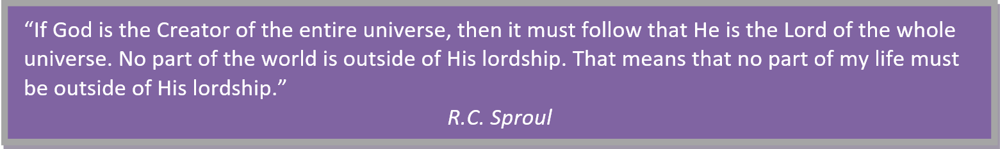 “If God is the Creator of the entire universe, then it must follow that He is the Lord of the whole
universe. No part of the world is outside of His lordship. That means that no part of my life must
be outside of His lordship.”
R.C. Sproul